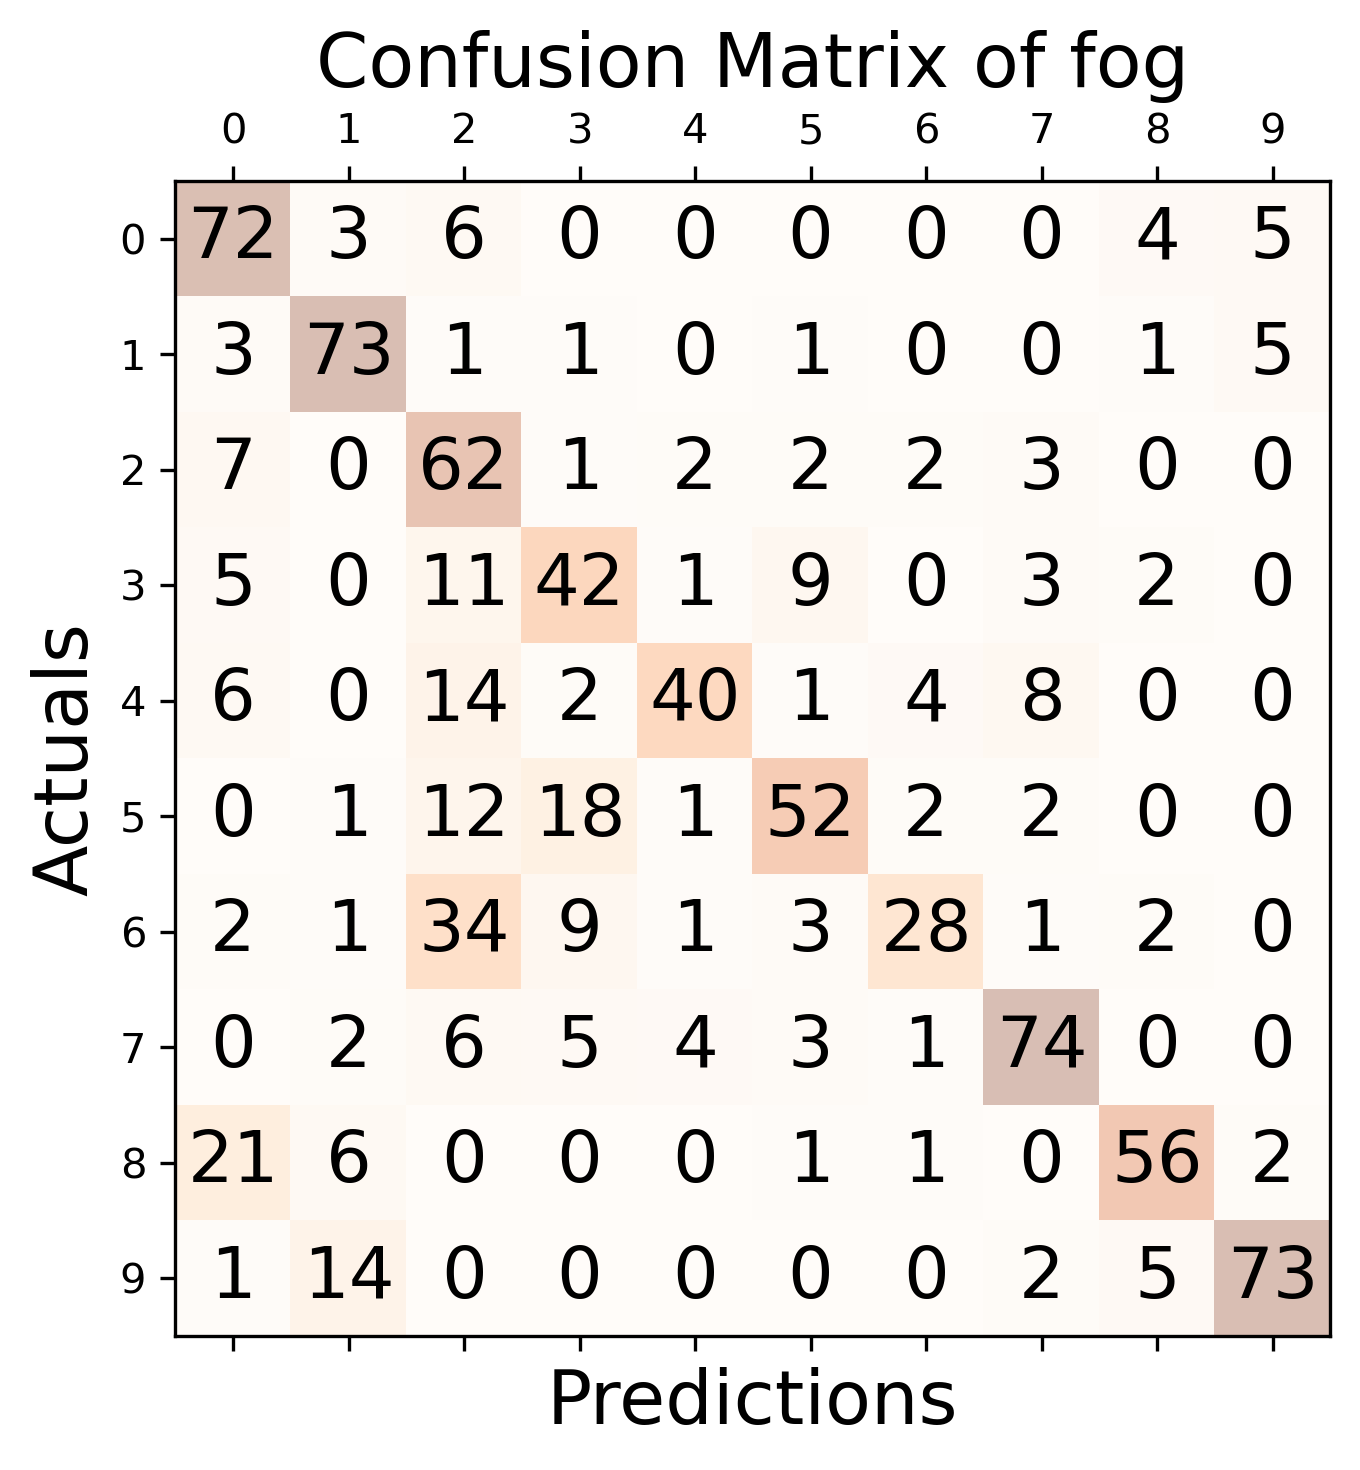 Confusion Matrix of fog
0 1 2 3 4 5 6 7 8 9
0 72 3 6 0 0 0 0 0 4 5
1 3 73 1 1 0 1 0 0 1 5
2 7 0 62 1 2 2 2 3 0 0
3 5 0 11 42 1 9 0 3 2 0
4 6 0 14 2 40 1 4 8 0 0
5 0 1 12 18 1 52 2 2 0 0
6 2 1 34 9 1 3 28 1 2 0
7 0 2 6 5 4 3 1 74 0 0
8 21 6 0 0 0 1 1 0 56 2
9 1 14 0 0 0 0 0 2 5 73
Actuals
Predictions